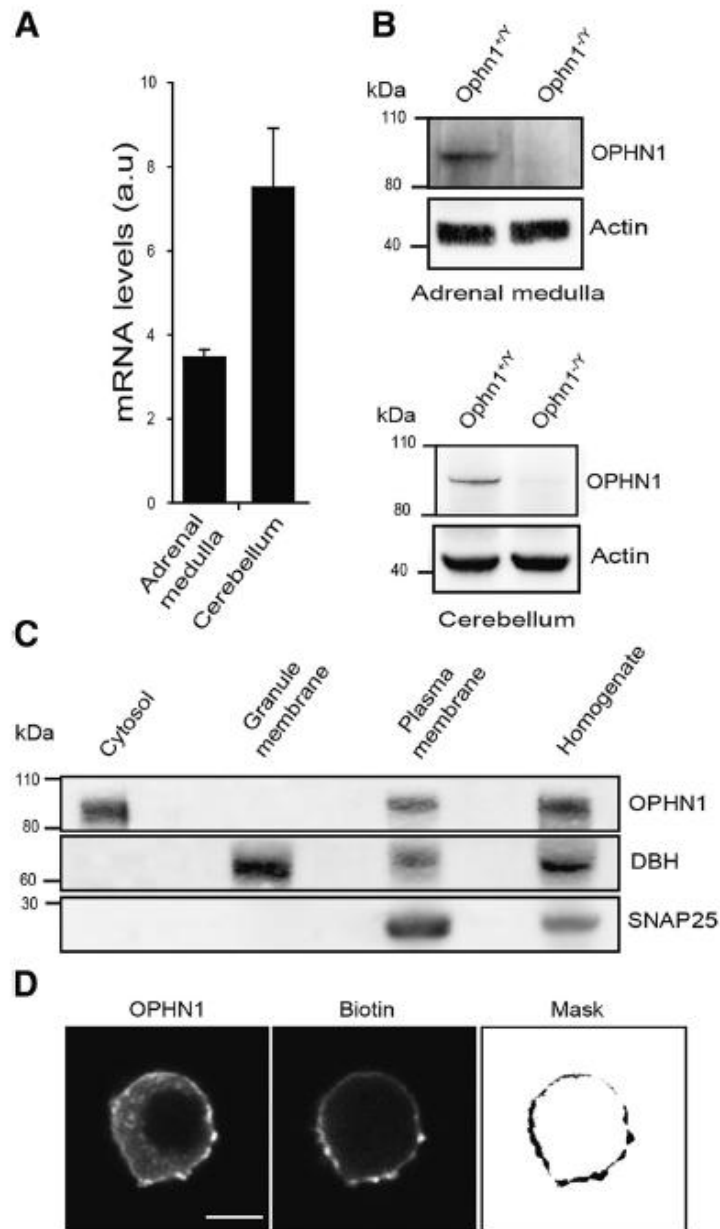 A
mRNA levels (a.u)
10
8
6
4
2
0
Adrenal
medulla
Cerebellum
B
kDa
Ophn1+/Y
Ophn1-/Y
110
80
OPHN1
40
Actin
Adrenal medulla
kDa
Ophn1+/Y
Ophn1-/Y
110
80
OPHN1
40
Actin
Cerebellum
C
kDa
Cytosol
Granule
membrane
Plasma
membrane
Homogenate
110
80
OPHN1
60
DBH
30
SNAP25
D
OPHN1
Biotin
Mask